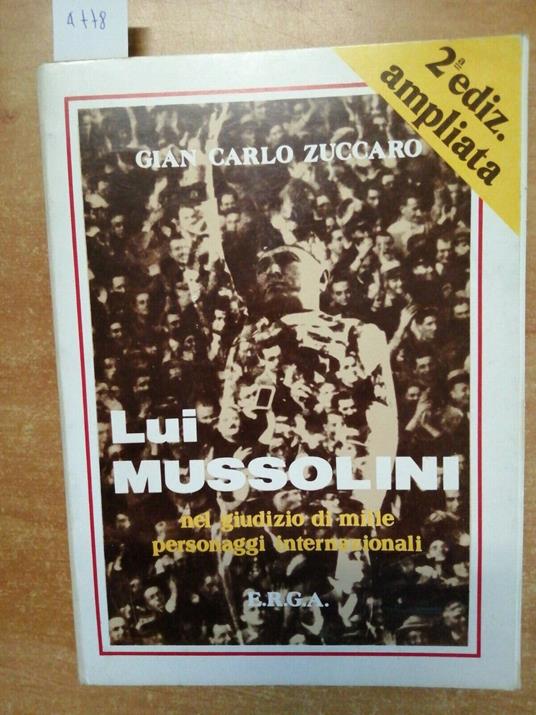 4778
2ª ediz.
ampliata
GIAN CARLO ZUCCARO
Lui
MUSSOLINI
nel giudizio di mille
personaggi internazionali
E.R.G.A.